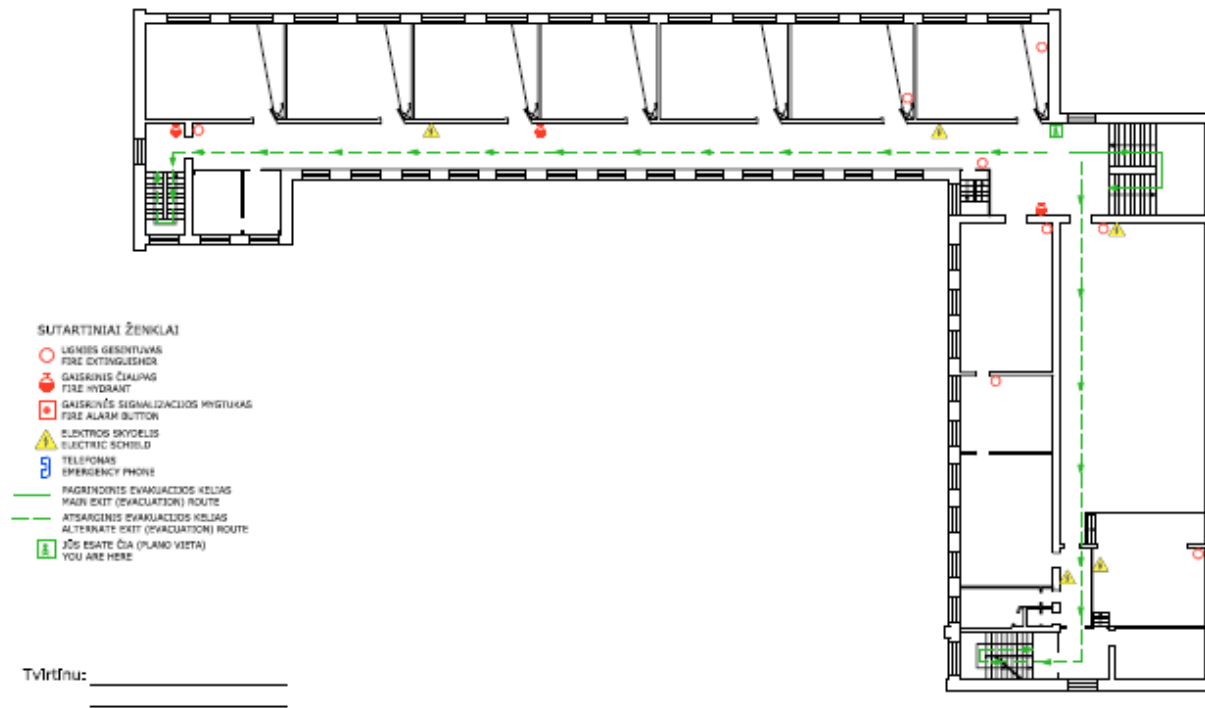 SUTARTINIAI ŽENKLAI
UGNIES GESINTUVAS
FIRE EXTINGUISHER
GAISRINIS ČIAUPAS
FIRE HYDRANT
GAISRINĖS SIGNALIZACIJOS MYGTUKAS
FIRE ALARM BUTTON
ELEKTROS SKYDELIS
ELECTRIC SCHIELD
TELEFONAS
EMERGENCY PHONE
PAGRINDINIS EVAKUACIJOS KELIAS
MAIN EXIT (EVACUATION) ROUTE
ATSARGINIS EVAKUACIJOS KELIAS
ALTERNATE EXIT (EVACUATION) ROUTE
JŪS ESATE ČIA (PLANO VIETA)
YOU ARE HERE
Tvirtinu: